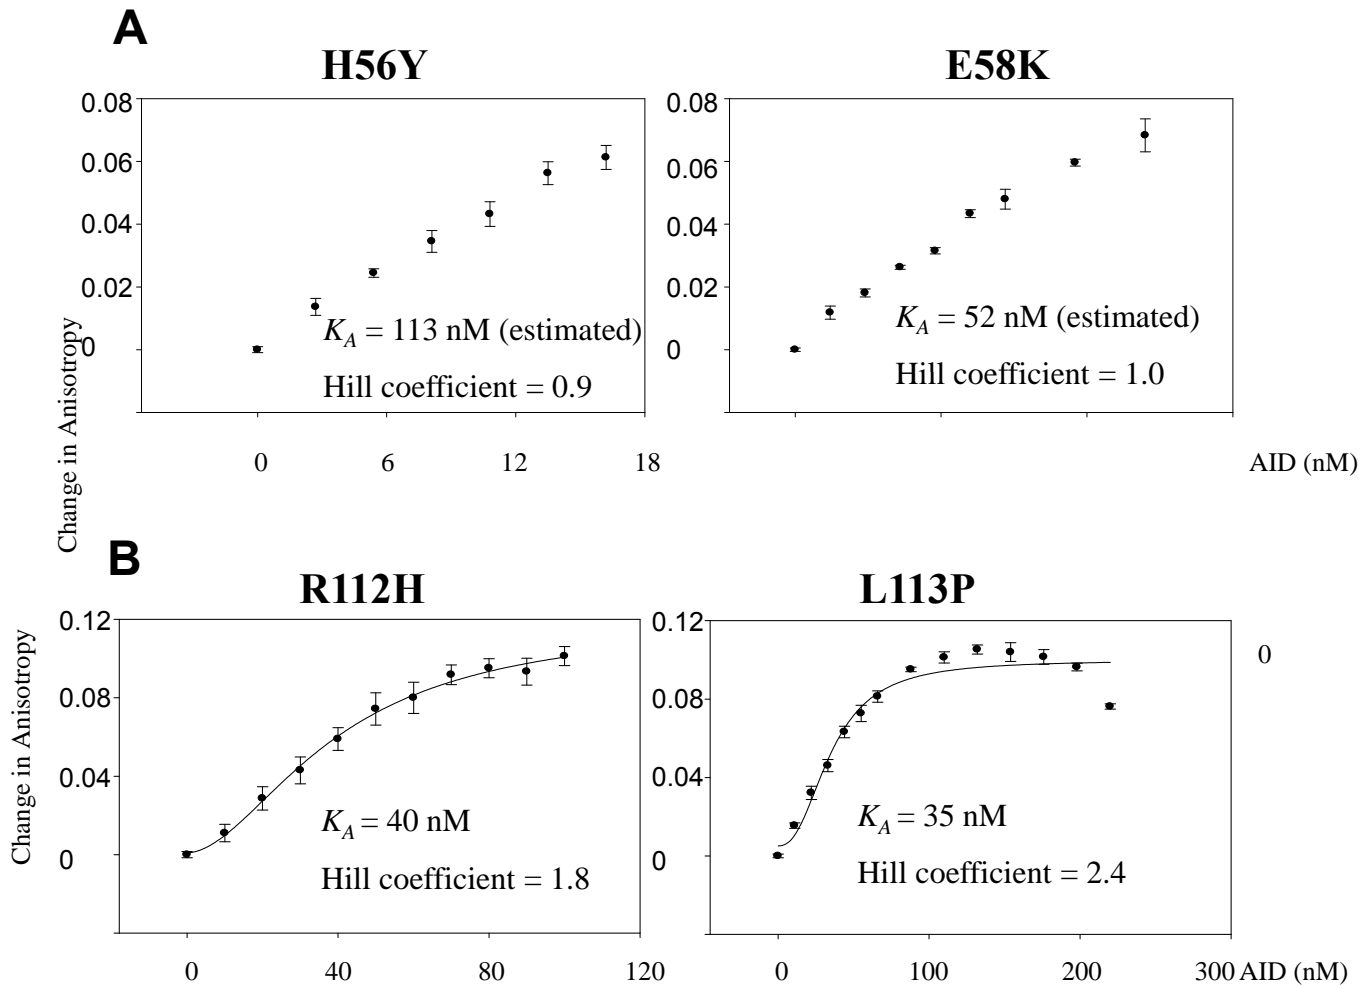 A
H56Y
E58K
0.08
0.06
0.04
0.02
0
0.08
0.06
0.04
0.02
0
K_A = 113 nM (estimated)
Hill coefficient = 0.9
K_A = 52 nM (estimated)
Hill coefficient = 1.0
Change in Anisotropy
0 6 12 18
AID (nM)
B
R112H
L113P
0.12
0.08
0.04
0
0.12
0.08
0.04
0
0
K_A = 40 nM
Hill coefficient = 1.8
K_A = 35 nM
Hill coefficient = 2.4
Change in Anisotropy
0 40 80 120
0 100 200 300 AID (nM)